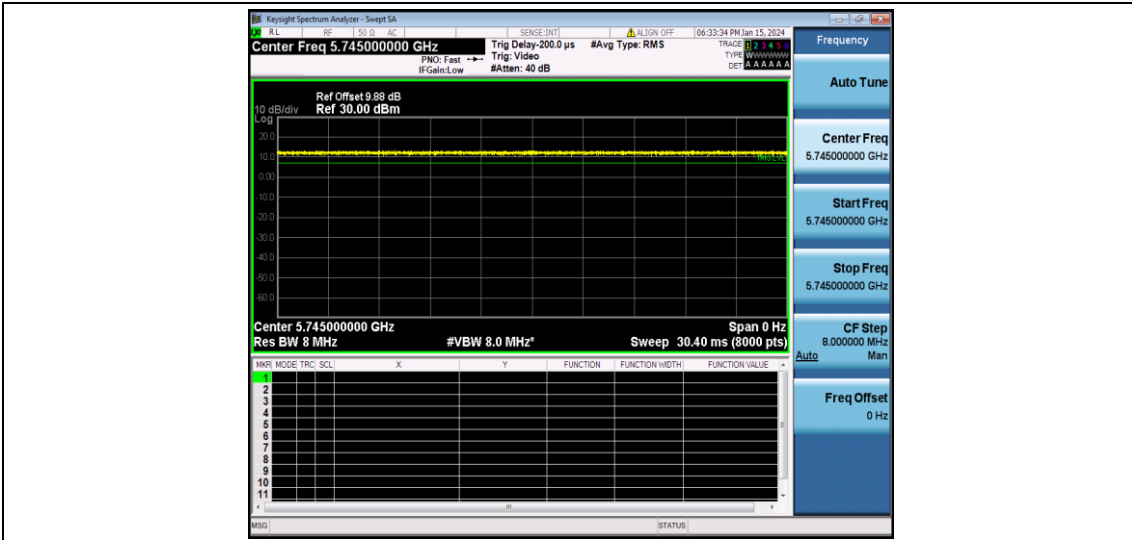 Keysight Spectrum Analyzer - Swept SA
RL RF 50 Ω AC SENSE:INT ALIGN OFF 06:33:34 PM Jan 15, 2024
Center Freq 5.745000000 GHz
PNO: Fast
IFGain:Low
Trig Delay-200.0 µs
Trig: Video
#Atten: 40 dB
#Avg Type: RMS
TRACE 1 2 3 4 5 6
TYPE WWWWWW
DET A A A A A A
Ref Offset 9.88 dB
10 dB/div Ref 30.00 dBm
Log
20.0
10.0
TRIG LVL
0.00
-10.0
-20.0
-30.0
-40.0
-50.0
-60.0
Center 5.745000000 GHz Span 0 Hz
Res BW 8 MHz #VBW 8.0 MHz* Sweep 30.40 ms (8000 pts)
MKR MODE TRC SCL X Y FUNCTION FUNCTION WIDTH FUNCTION VALUE
1
2
3
4
5
6
7
8
9
10
11
MSG STATUS
Frequency
Auto Tune
Center Freq
5.745000000 GHz
Start Freq
5.745000000 GHz
Stop Freq
5.745000000 GHz
CF Step
8.000000 MHz
Auto Man
Freq Offset
0 Hz